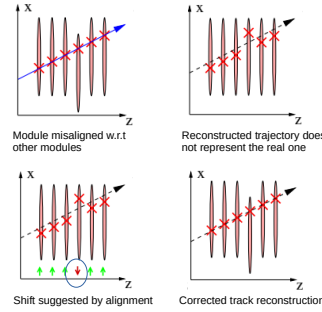 X
Z
Module misaligned w.r.t
other modules
X
Z
Reconstructed trajectory does
not represent the real one
X
Z
Shift suggested by alignment
X
Z
Corrected track reconstruction